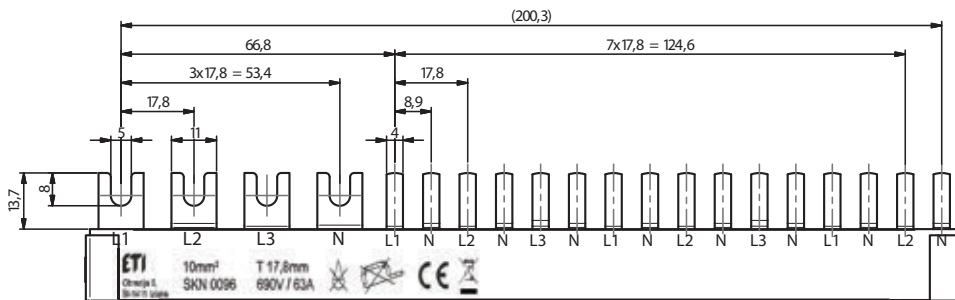 (200,3)
66,8
7x17,8 = 124,6
3x17,8 = 53,4
17,8
17,8
8,9
5
11
4
13,7
8
L1 L2 L3 N L1 N L2 N L3 N L1 N L2 N L3 N L1 N L2 N
ETI 10mm² T 17,8mm
SKN 0096 690V / 63A
CE